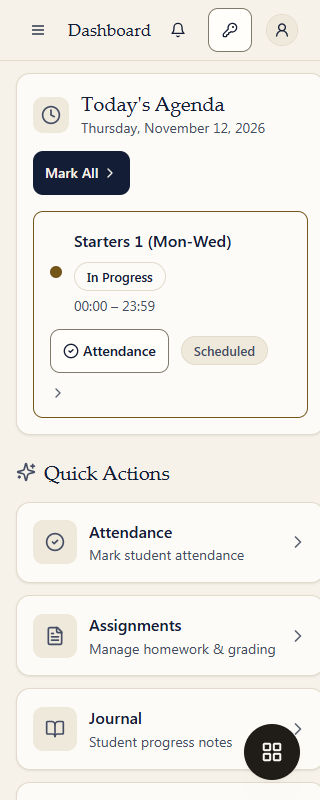 Dashboard
Today's Agenda
Thursday, November 12, 2026
Mark All
Starters 1 (Mon-Wed)
In Progress
00:00 – 23:59
Attendance
Scheduled
Quick Actions
Attendance
Mark student attendance
Assignments
Manage homework & grading
Journal
Student progress notes